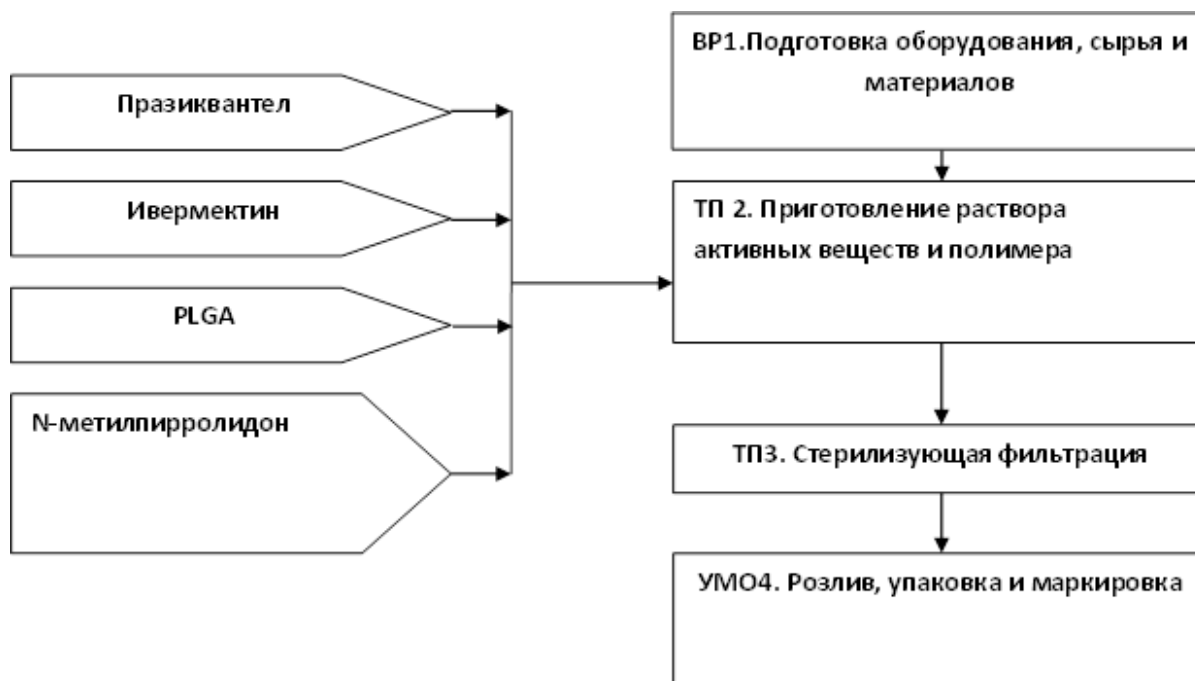 Празиквантел
Ивермектин
PLGA
N-метилпирролидон
ВР1.Подготовка оборудования, сырья и
материалов
ТП 2. Приготовление раствора
активных веществ и полимера
ТП3. Стерилизующая фильтрация
УМО4. Розлив, упаковка и маркировка